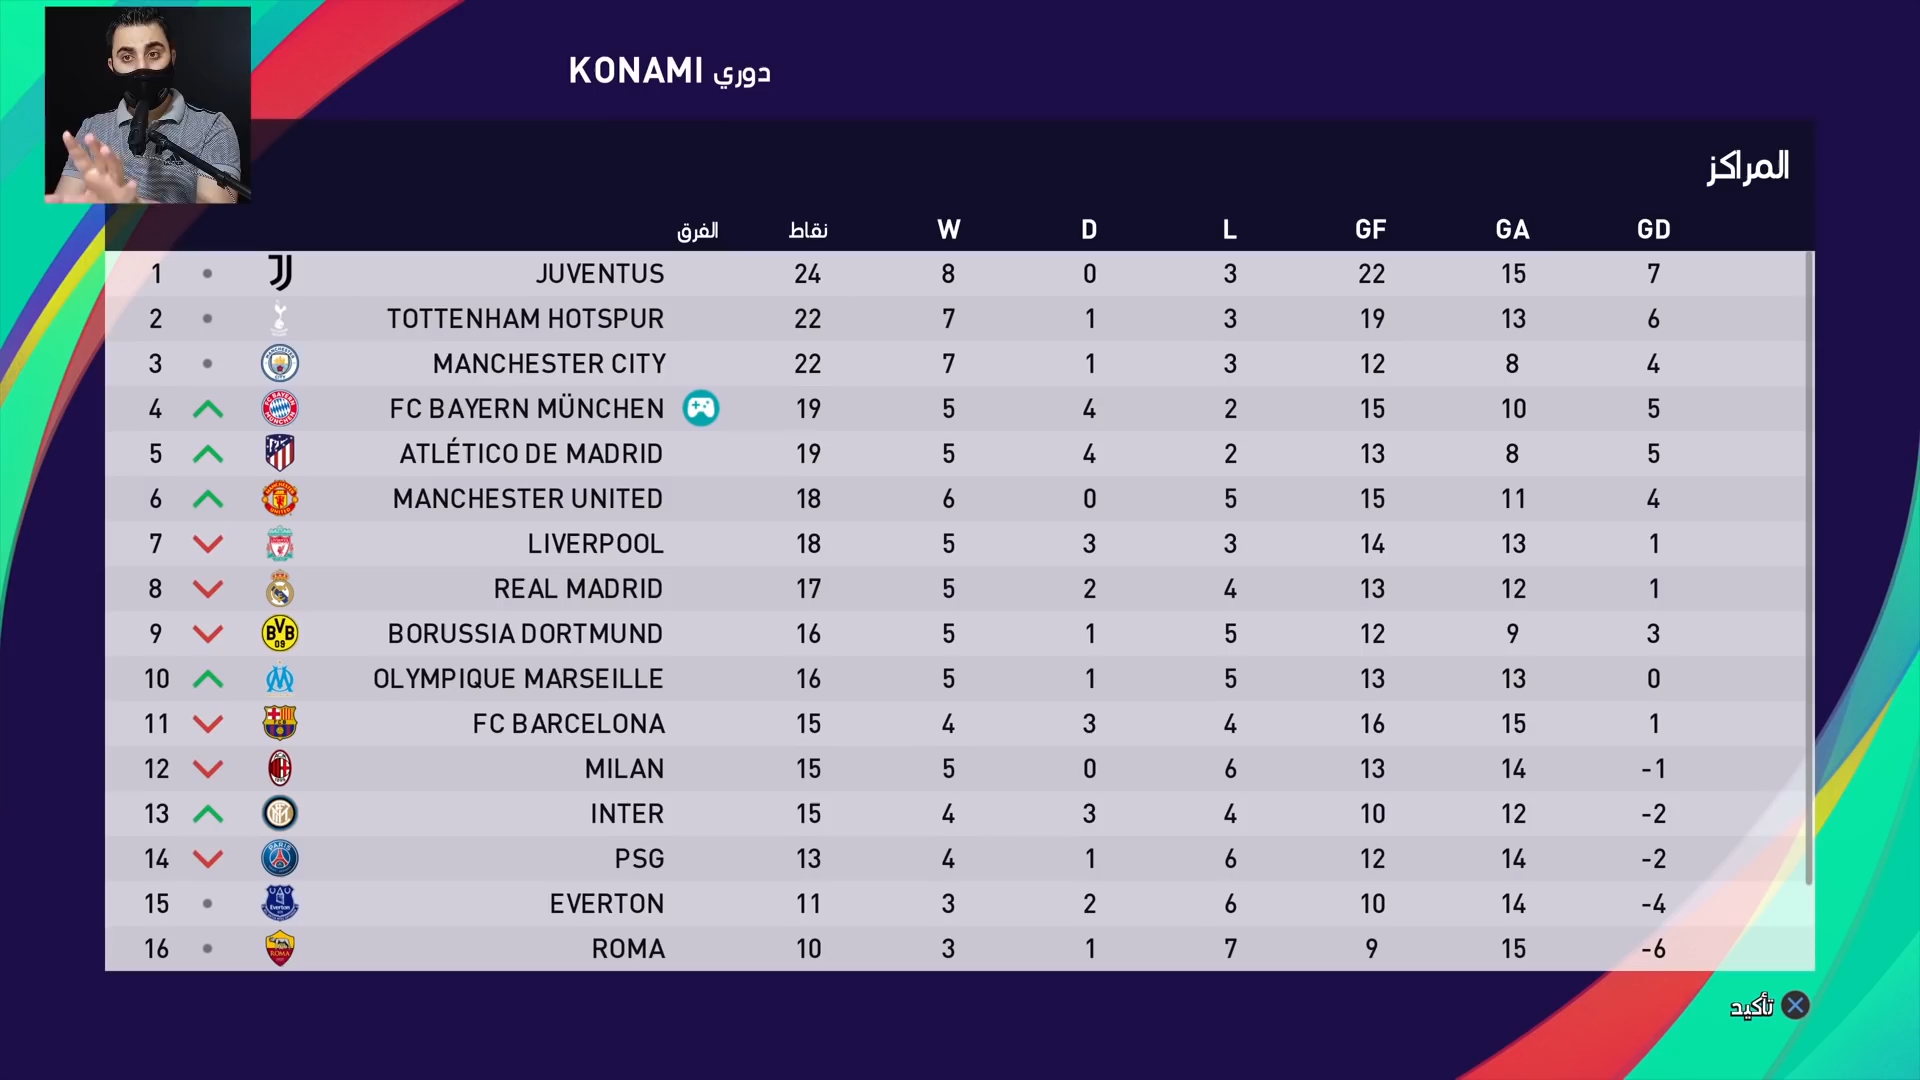 دوري KONAMI
المراكز
الفرق نقاط W D L GF GA GD
1 JUVENTUS 24 8 0 3 22 15 7
2 TOTTENHAM HOTSPUR 22 7 1 3 19 13 6
3 MANCHESTER CITY 22 7 1 3 12 8 4
4 FC BAYERN MÜNCHEN 19 5 4 2 15 10 5
5 ATLÉTICO DE MADRID 19 5 4 2 13 8 5
6 MANCHESTER UNITED 18 6 0 5 15 11 4
7 LIVERPOOL 18 5 3 3 14 13 1
8 REAL MADRID 17 5 2 4 13 12 1
9 BORUSSIA DORTMUND 16 5 1 5 12 9 3
10 OLYMPIQUE MARSEILLE 16 5 1 5 13 13 0
11 FC BARCELONA 15 4 3 4 16 15 1
12 MILAN 15 5 0 6 13 14 -1
13 INTER 15 4 3 4 10 12 -2
14 PSG 13 4 1 6 12 14 -2
15 EVERTON 11 3 2 6 10 14 -4
16 ROMA 10 3 1 7 9 15 -6
تأكيد